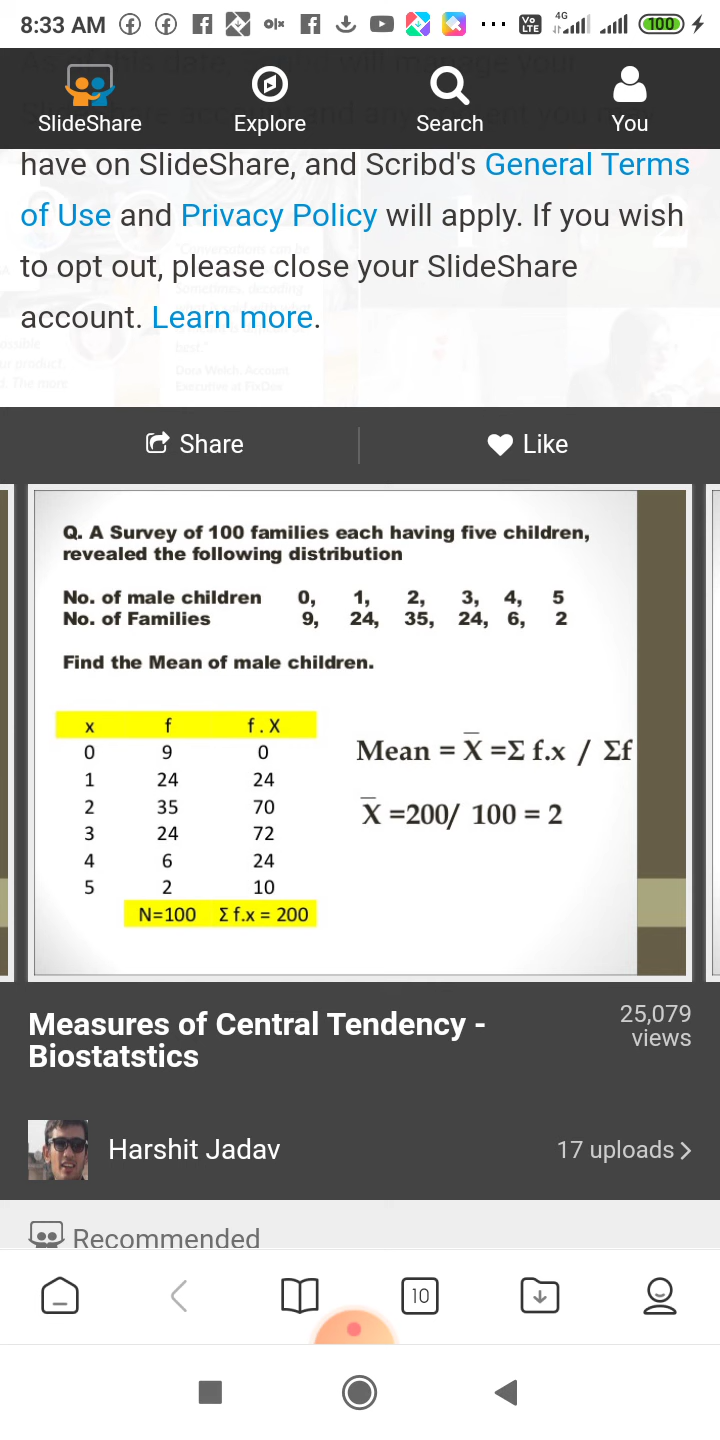 8:33 AM
Vo LTE 4G 100
SlideShare Explore Search You
have on SlideShare, and Scribd's General Terms
of Use and Privacy Policy will apply. If you wish
to opt out, please close your SlideShare
account. Learn more.
Share Like
Q. A Survey of 100 families each having five children,
revealed the following distribution
No. of male children 0, 1, 2, 3, 4, 5
No. of Families 9, 24, 35, 24, 6, 2
Find the Mean of male children.
x f f . X
0 9 0
1 24 24
2 35 70
3 24 72
4 6 24
5 2 10
N=100 Σ f.x = 200
Mean = X̅ =Σ f.x / Σf
X̅ =200/ 100 = 2
Measures of Central Tendency -
Biostatstics
25,079
views
Harshit Jadav
17 uploads
Recommended
10